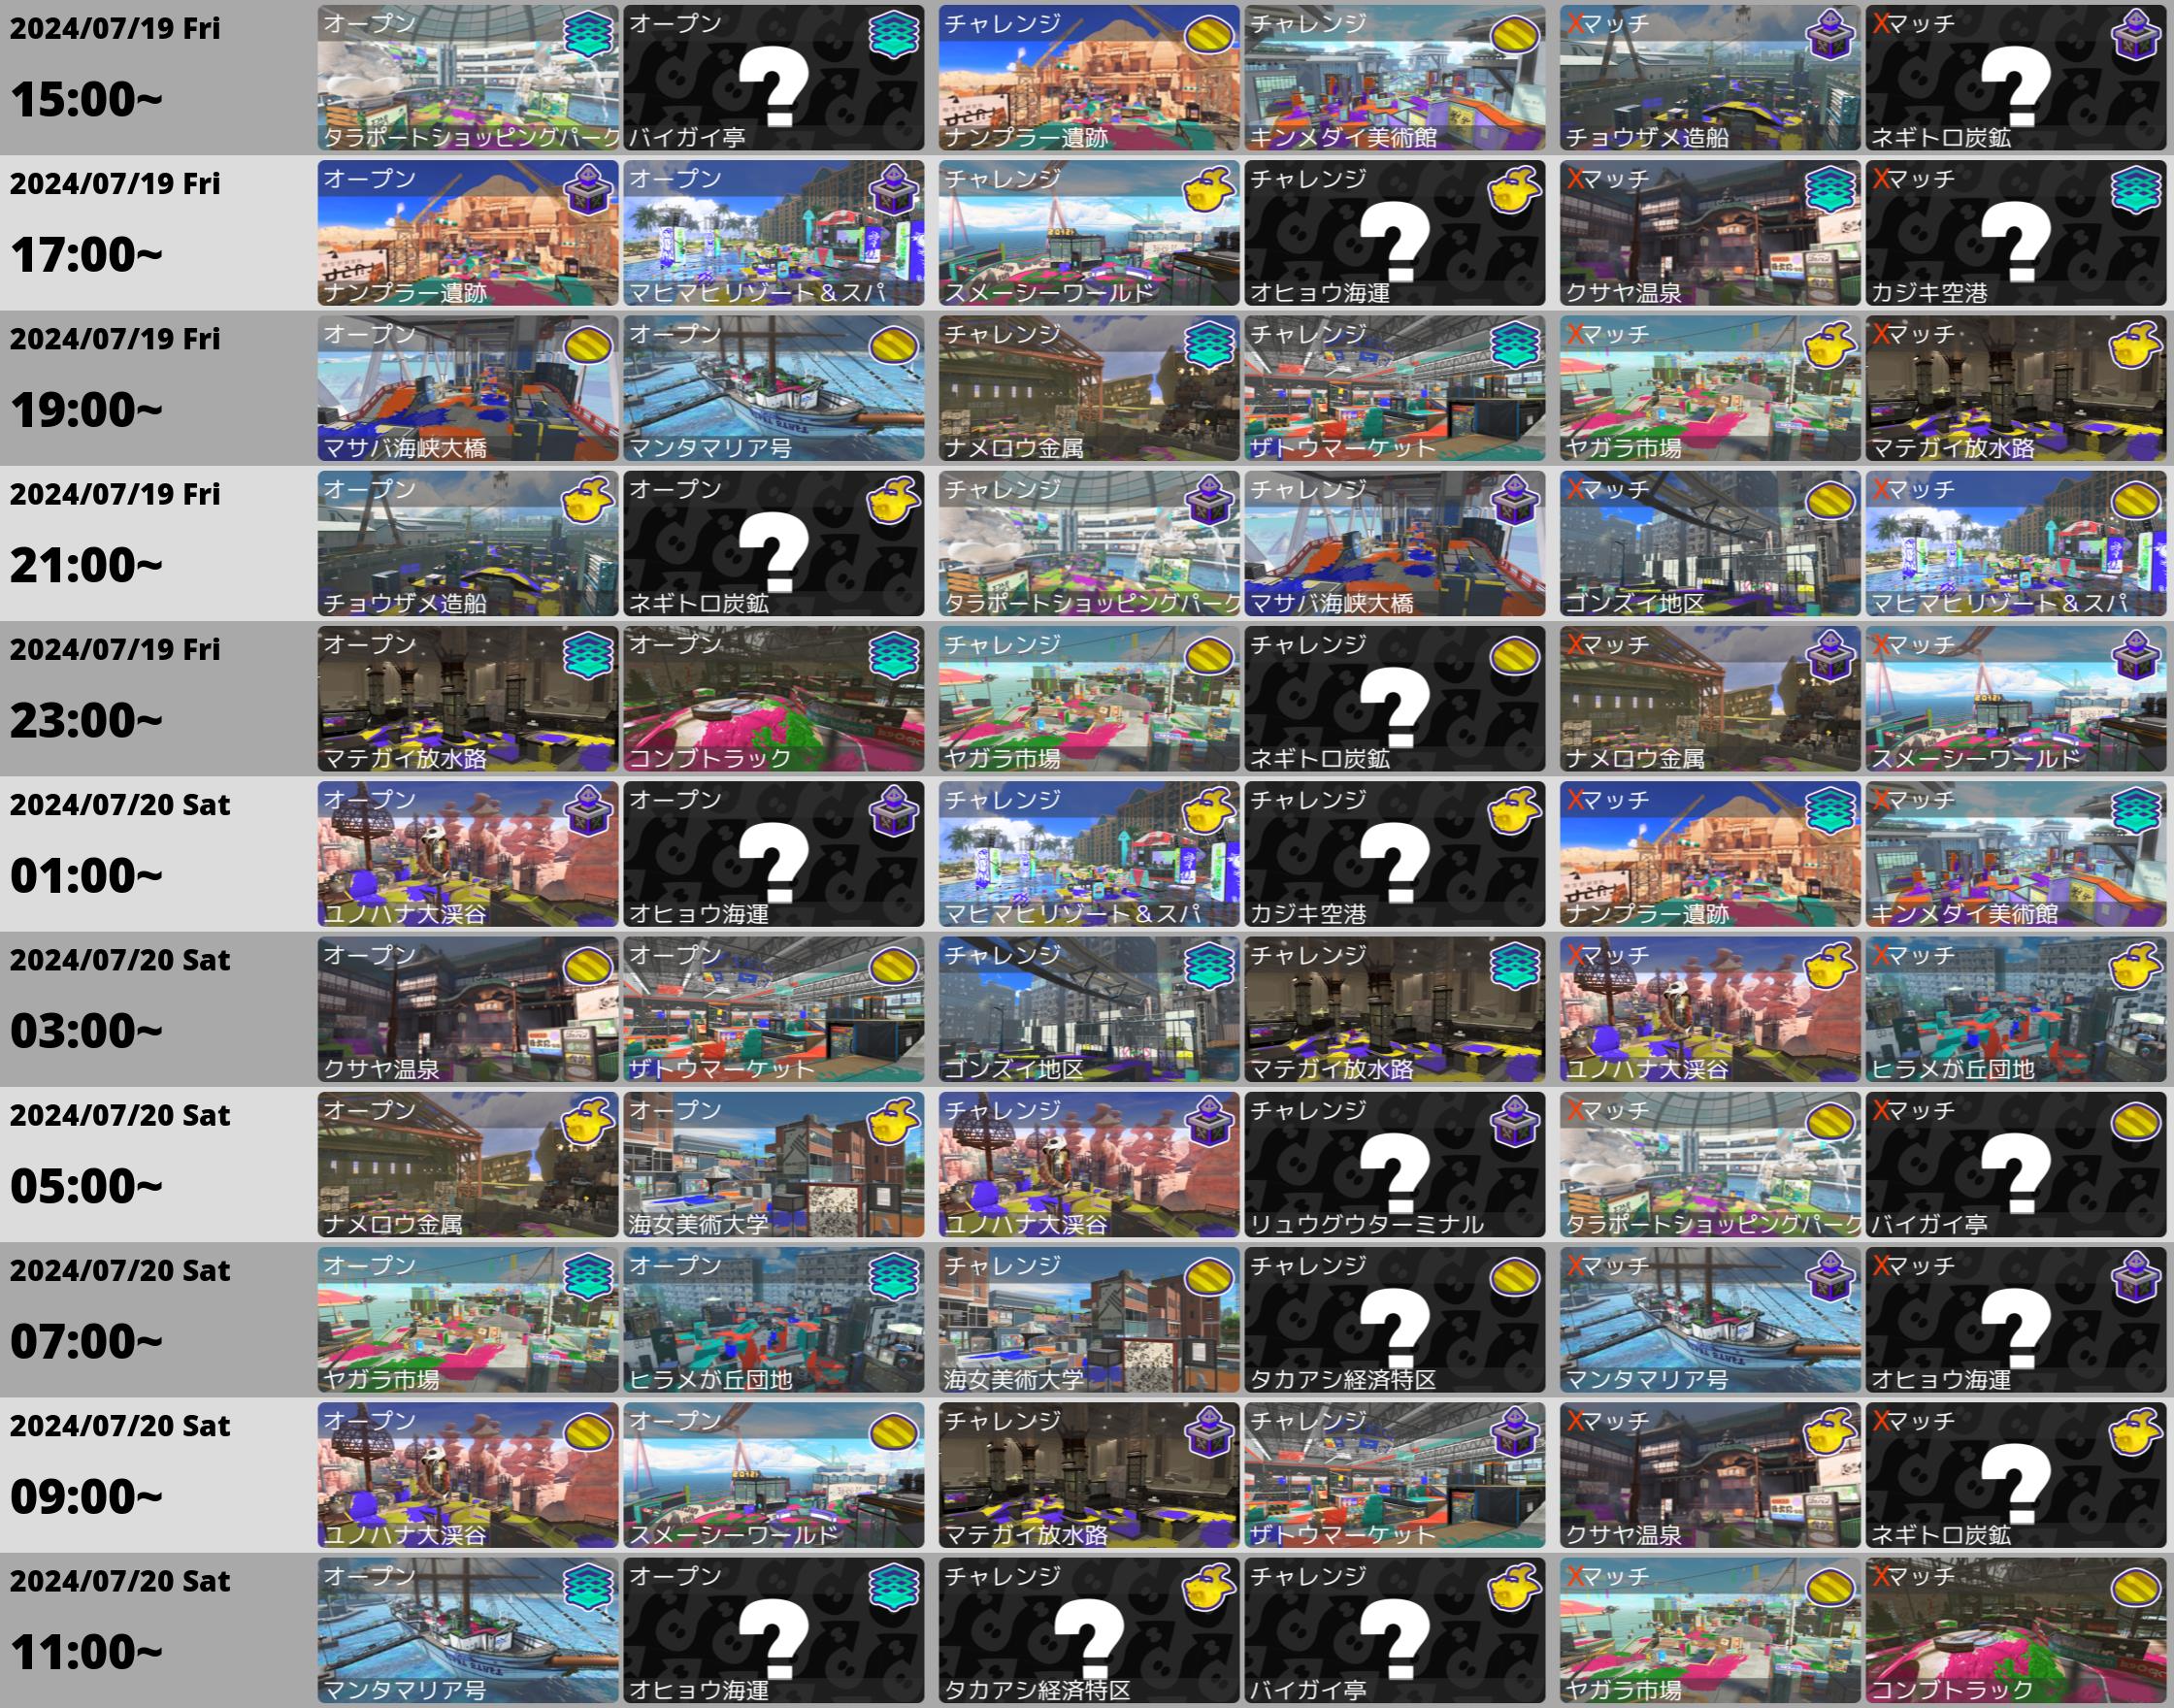 2024/07/19 Fri
15:00~
オープン
タラポートショッピングパーク
オープン
バイガイ亭
チャレンジ
ナンプラー遺跡
チャレンジ
キンメダイ美術館
Xマッチ
チョウザメ造船
Xマッチ
ネギトロ炭鉱
2024/07/19 Fri
17:00~
オープン
ナンプラー遺跡
オープン
マヒマヒリゾート&スパ
チャレンジ
スメーシーワールド
チャレンジ
オヒョウ海運
Xマッチ
クサヤ温泉
Xマッチ
カジキ空港
2024/07/19 Fri
19:00~
オープン
マサバ海峡大橋
オープン
マンタマリア号
チャレンジ
ナメロウ金属
チャレンジ
ザトウマーケット
Xマッチ
ヤガラ市場
Xマッチ
マテガイ放水路
2024/07/19 Fri
21:00~
オープン
チョウザメ造船
オープン
ネギトロ炭鉱
チャレンジ
タラポートショッピングパーク
チャレンジ
マサバ海峡大橋
Xマッチ
ゴンズイ地区
Xマッチ
マヒマヒリゾート&スパ
2024/07/19 Fri
23:00~
オープン
マテガイ放水路
オープン
コンブトラック
チャレンジ
ヤガラ市場
チャレンジ
ネギトロ炭鉱
Xマッチ
ナメロウ金属
Xマッチ
スメーシーワールド
2024/07/20 Sat
01:00~
オープン
ユノハナ大渓谷
オープン
オヒョウ海運
チャレンジ
マヒマヒリゾート&スパ
チャレンジ
カジキ空港
Xマッチ
ナンプラー遺跡
Xマッチ
キンメダイ美術館
2024/07/20 Sat
03:00~
オープン
クサヤ温泉
オープン
ザトウマーケット
チャレンジ
ゴンズイ地区
チャレンジ
マテガイ放水路
Xマッチ
ユノハナ大渓谷
Xマッチ
ヒラメが丘団地
2024/07/20 Sat
05:00~
オープン
ナメロウ金属
オープン
海女美術大学
チャレンジ
ユノハナ大渓谷
チャレンジ
リュウグウターミナル
Xマッチ
タラポートショッピングパーク
Xマッチ
バイガイ亭
2024/07/20 Sat
07:00~
オープン
ヤガラ市場
オープン
ヒラメが丘団地
チャレンジ
海女美術大学
チャレンジ
タカアシ経済特区
Xマッチ
マンタマリア号
Xマッチ
オヒョウ海運
2024/07/20 Sat
09:00~
オープン
ユノハナ大渓谷
オープン
スメーシーワールド
チャレンジ
マテガイ放水路
チャレンジ
ザトウマーケット
Xマッチ
クサヤ温泉
Xマッチ
ネギトロ炭鉱
2024/07/20 Sat
11:00~
オープン
マンタマリア号
オープン
オヒョウ海運
チャレンジ
タカアシ経済特区
チャレンジ
バイガイ亭
Xマッチ
ヤガラ市場
Xマッチ
コンブトラック